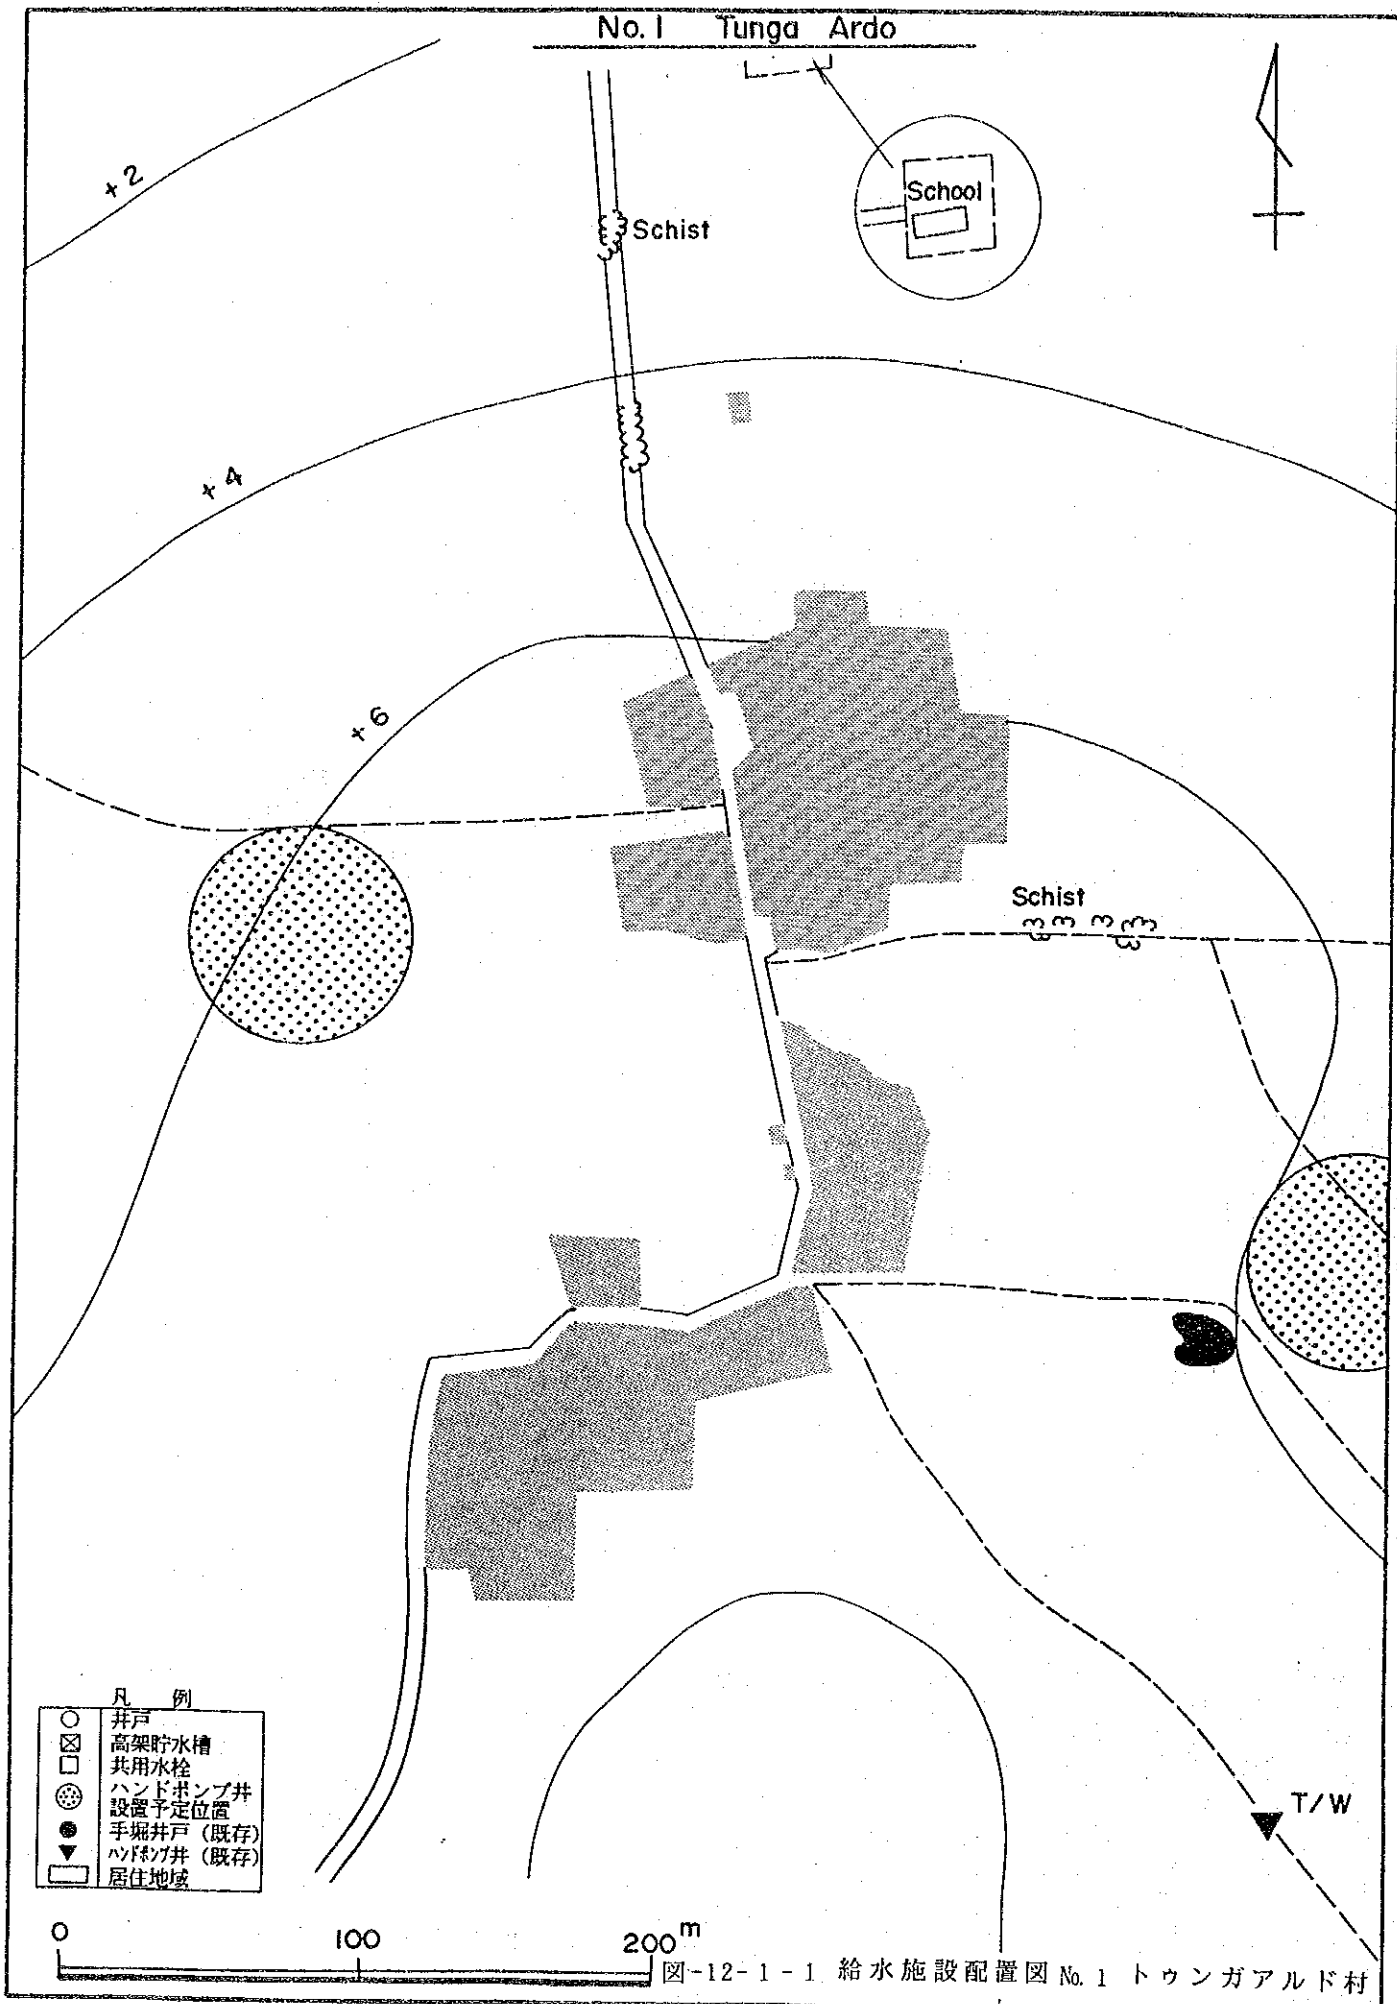 No. 1 Tunga Ardo
+2
School
Schist
+4
+6
Schist
凡 例
井戸
高架貯水槽
共用水栓
ハンドポンプ井
設置予定位置
手堀井戸 (既存)
ハンドポンプ井 (既存)
居住地域
T/W
0 100 200m
図-12-1-1 給水施設配置図 No.1 トゥンガアルド村